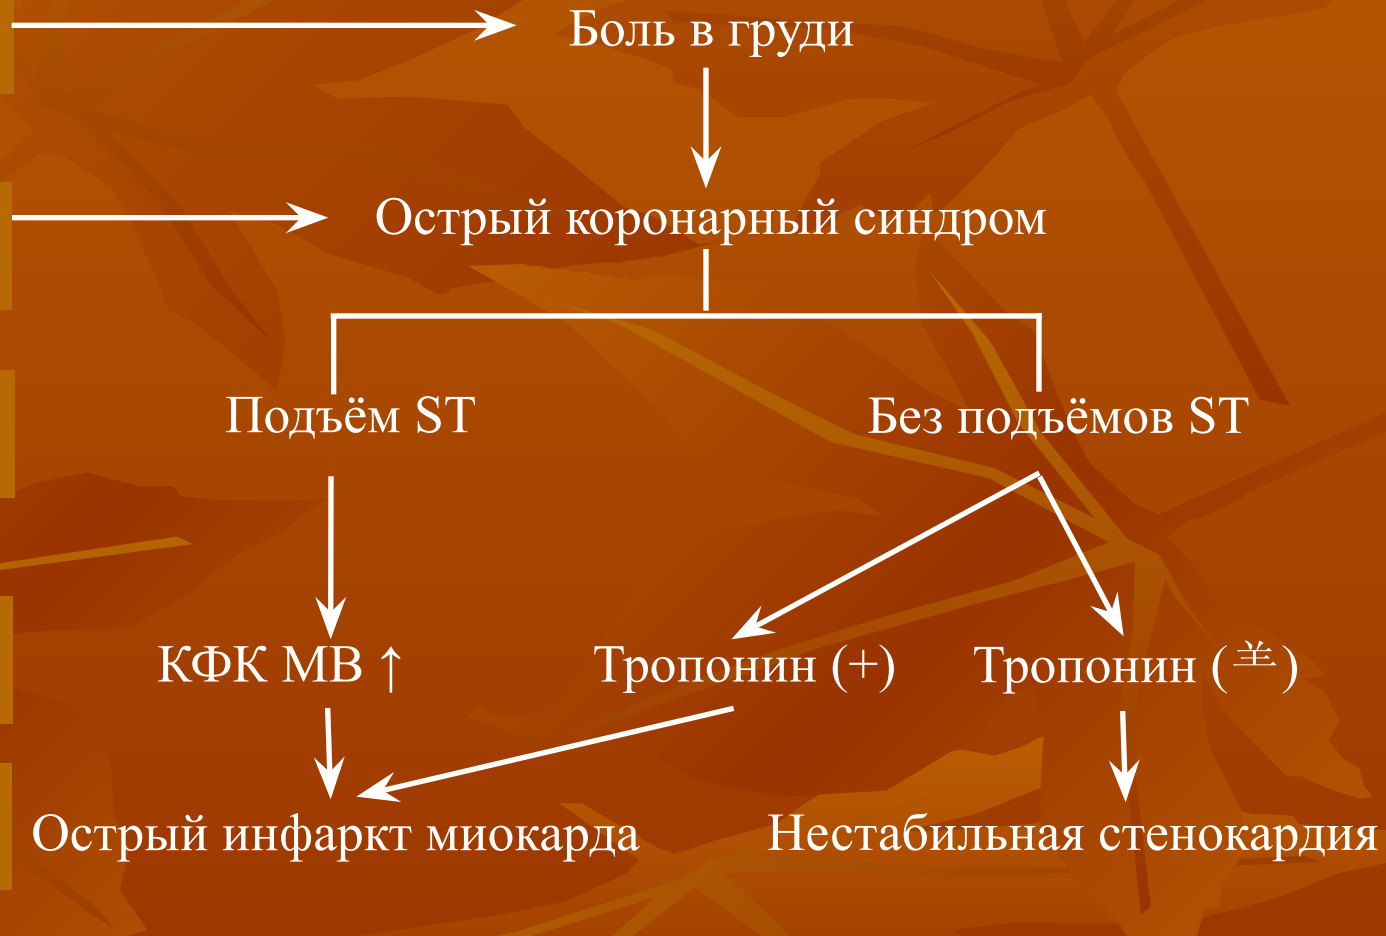 Боль в груди
Острый коронарный синдром
Подъём ST
Без подъёмов ST
КФК МВ ↑
Тропонин (+)
Тропонин (⺷)
Острый инфаркт миокарда
Нестабильная стенокардия